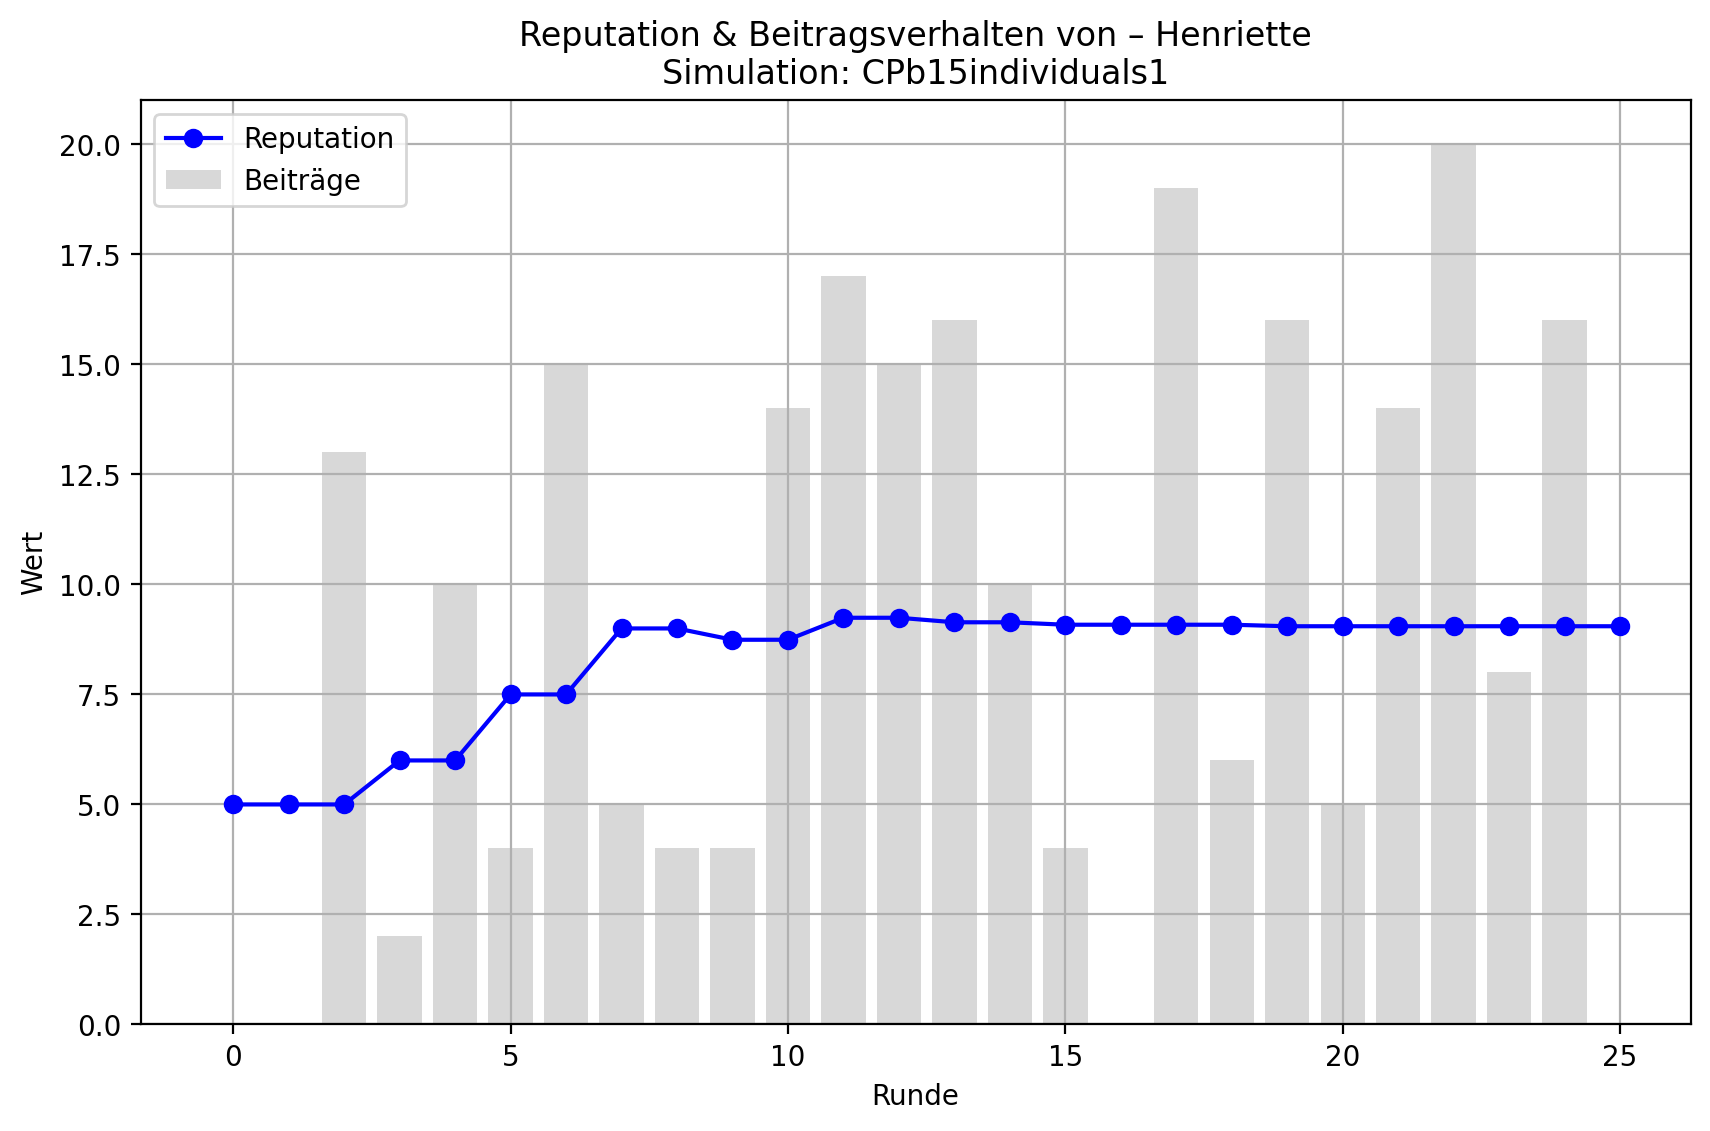 Reputation & Beitragsverhalten von – Henriette
Simulation: CPb15individuals1
Reputation
Beiträge
20.0
17.5
15.0
12.5
10.0
7.5
5.0
2.5
0.0
Wert
0 5 10 15 20 25
Runde